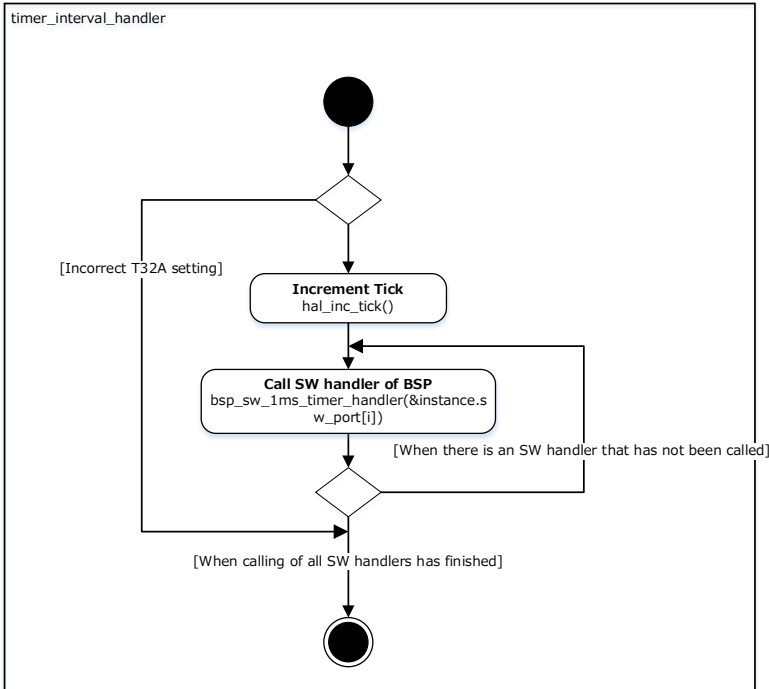 timer_interval_handler
[Incorrect T32A setting]
Increment Tick
hal_inc_tick()
Call SW handler of BSP
bsp_sw_1ms_timer_handler(&instance.s
w_port[i])
[When there is an SW handler that has not been called]
[When calling of all SW handlers has finished]